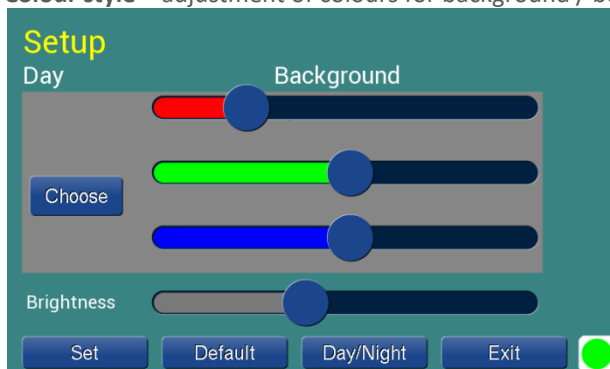 Colour style – adjustment of colours for background / b
Setup
Day Background
Choose
Brightness
Set Default Day/Night Exit